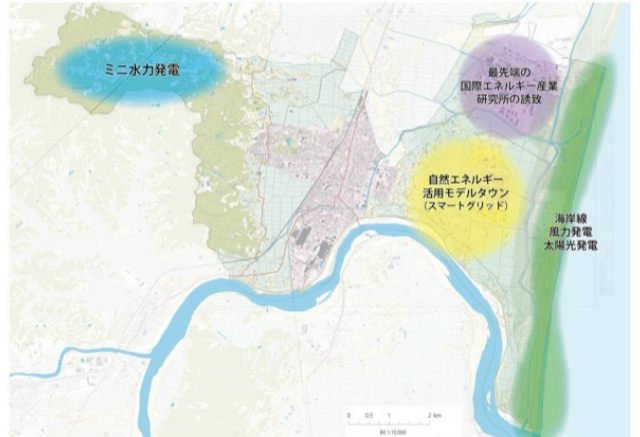 ミニ水力発電
最先端の
国際エネルギー産業
研究所の誘致
自然エネルギー
活用モデルタウン
(スマートグリッド)
海岸線
風力発電
太陽光発電
0 0.5 1 2 km